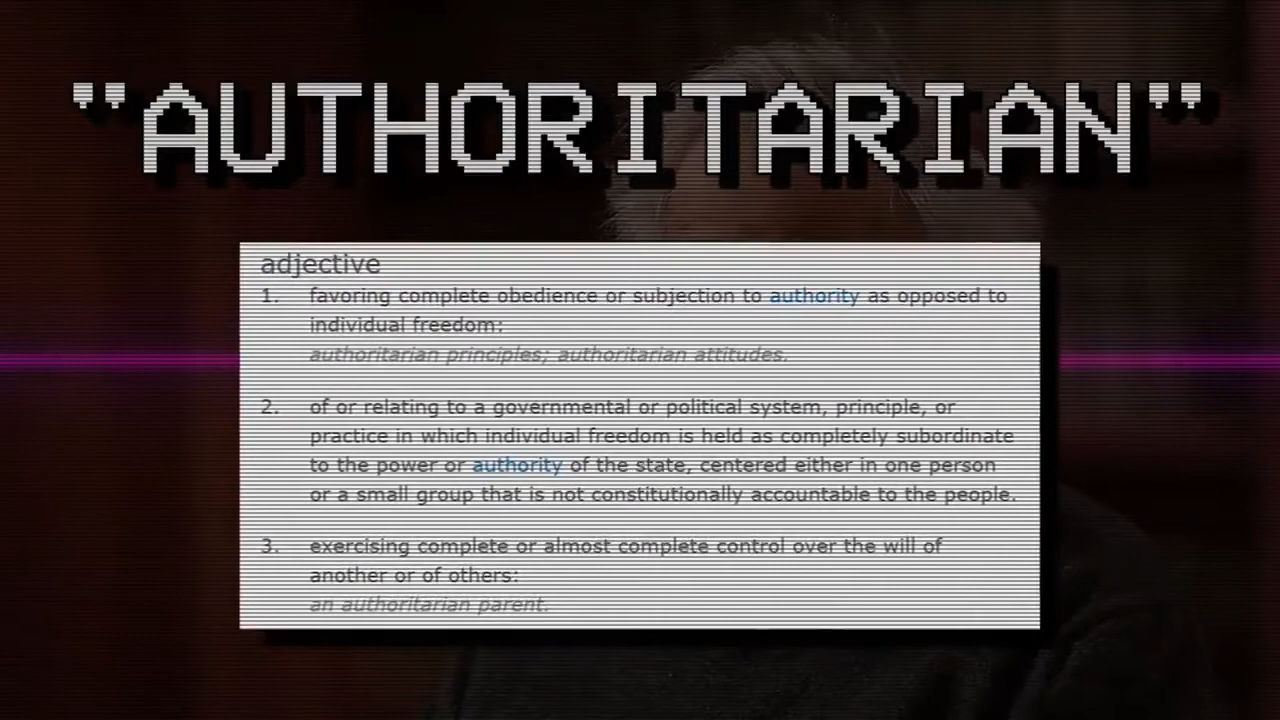 "AUTHORITARIAN"
adjective
1. favoring complete obedience or subjection to authority as opposed to
individual freedom:
authoritarian principles; authoritarian attitudes.
2. of or relating to a governmental or political system, principle, or
practice in which individual freedom is held as completely subordinate
to the power or authority of the state, centered either in one person
or a small group that is not constitutionally accountable to the people.
3. exercising complete or almost complete control over the will of
another or of others:
an authoritarian parent.